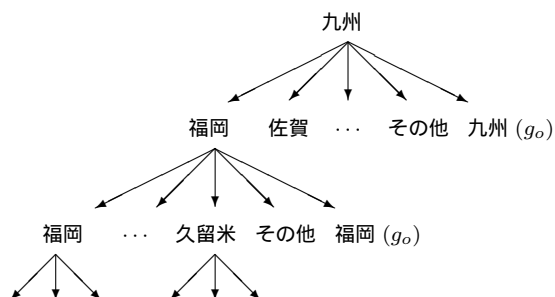 九州
福岡 佐賀 ··· その他 九州 (g_o)
福岡 ··· 久留米 その他 福岡 (g_o)